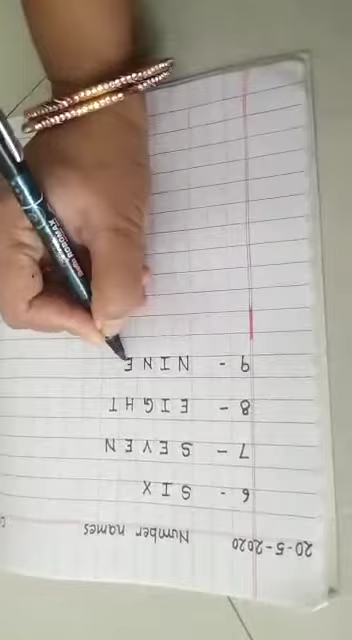 20-5-2020
Number names
6 - SIX
7 - SEVEN
8 - EIGHT
9 - NINE